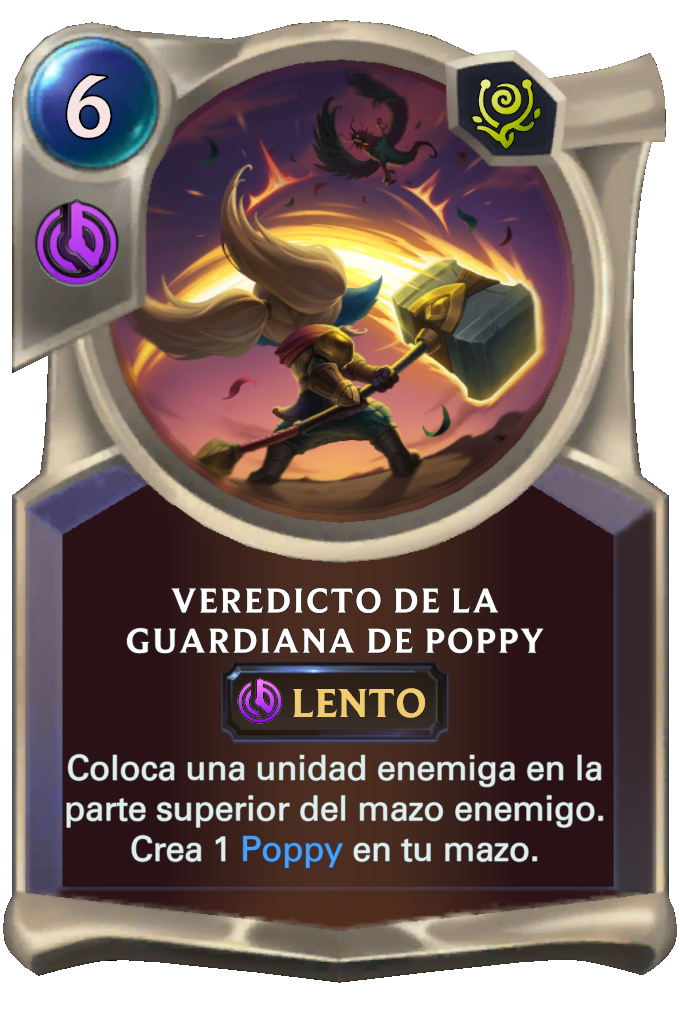 6
VEREDICTO DE LA
GUARDIANA DE POPPY
LENTO
Coloca una unidad enemiga en la
parte superior del mazo enemigo.
Crea 1 Poppy en tu mazo.